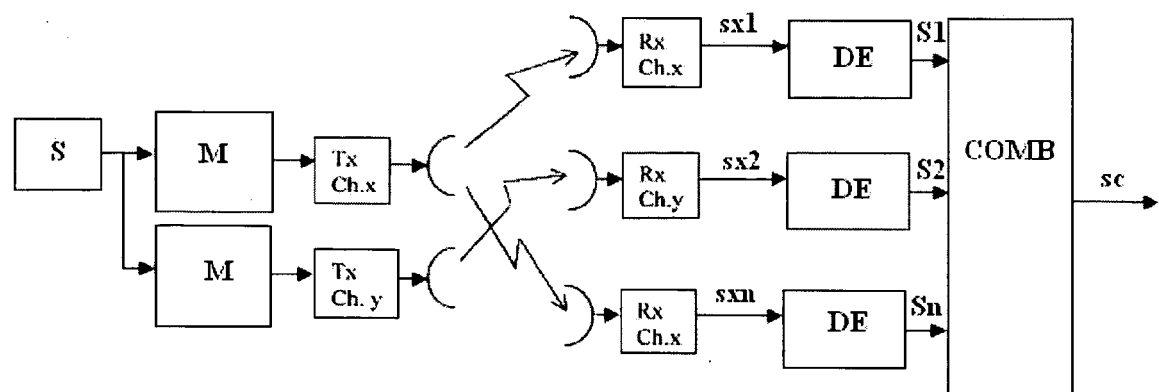 S
M
Tx
Ch.x
M
Tx
Ch. y
Rx
Ch.x
sx1
DE
S1
Rx
Ch.y
sx2
DE
S2
Rx
Ch.x
sxn
DE
Sn
COMB
sc